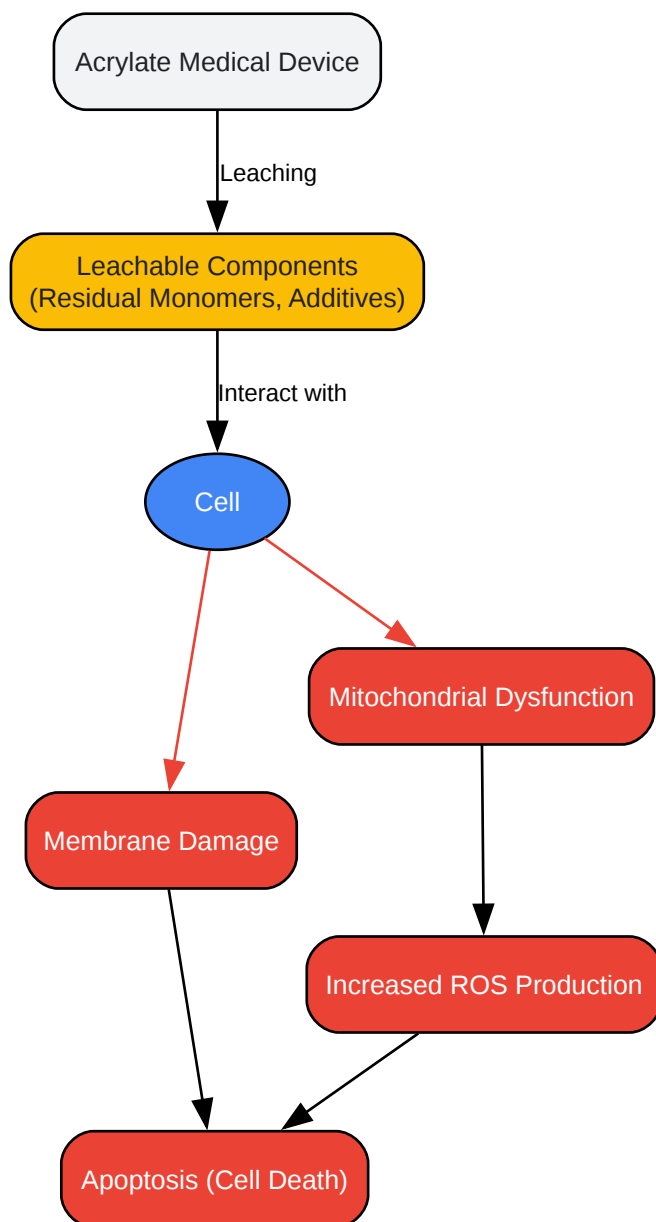 Acrylate Medical Device
Leaching
Leachable Components
(Residual Monomers, Additives)
Interact with
Cell
Mitochondrial Dysfunction
Membrane Damage
Increased ROS Production
Apoptosis (Cell Death)